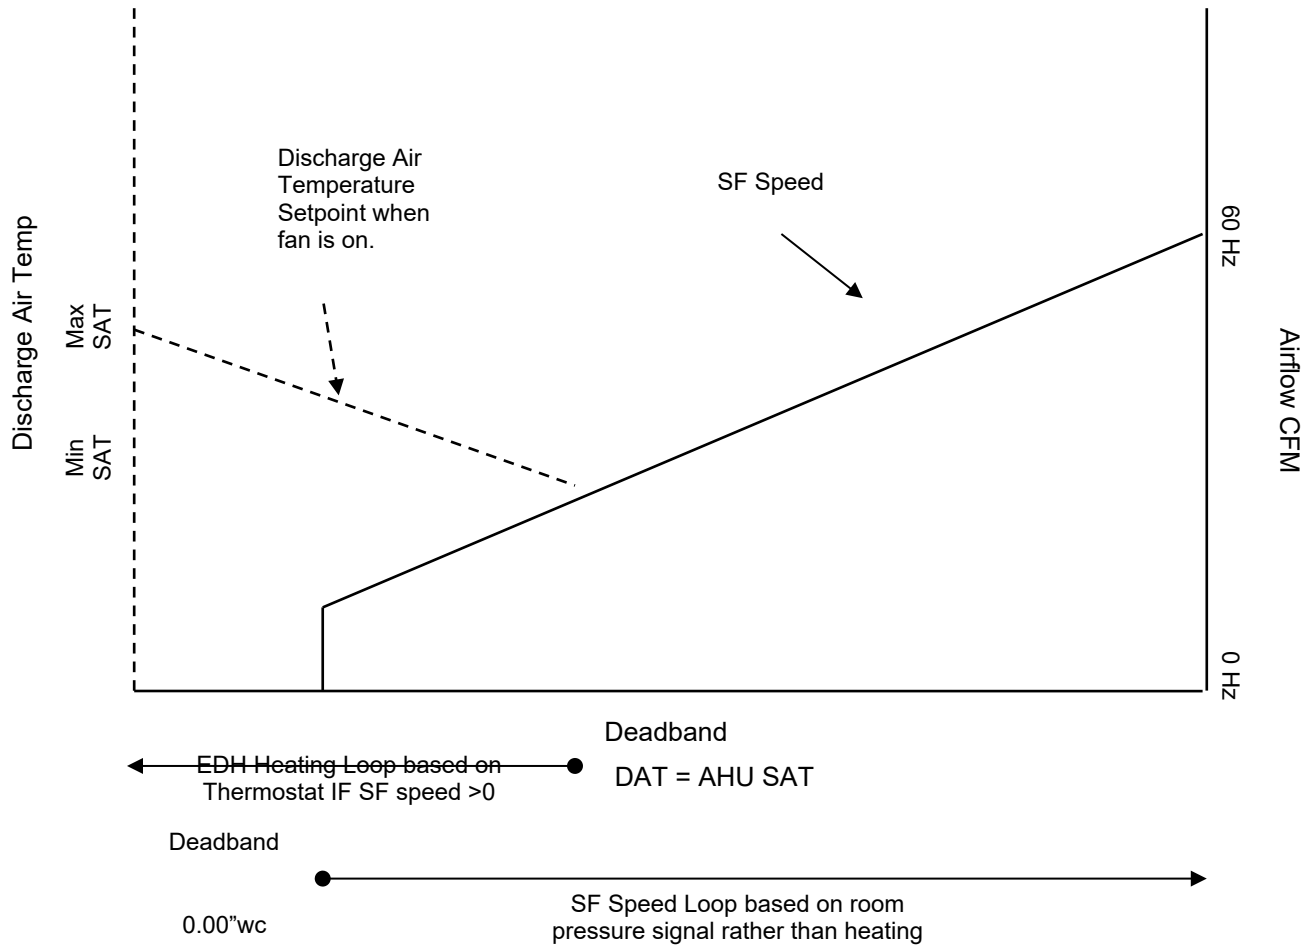 Discharge Air
Temperature
Setpoint when
fan is on.
SF Speed
Discharge Air Temp
Max
SAT
Min
SAT
60 Hz
Airflow CFM
0 Hz
Deadband
EDH Heating Loop based on
Thermostat IF SF speed >0
DAT = AHU SAT
Deadband
0.00”wc
SF Speed Loop based on room
pressure signal rather than heating